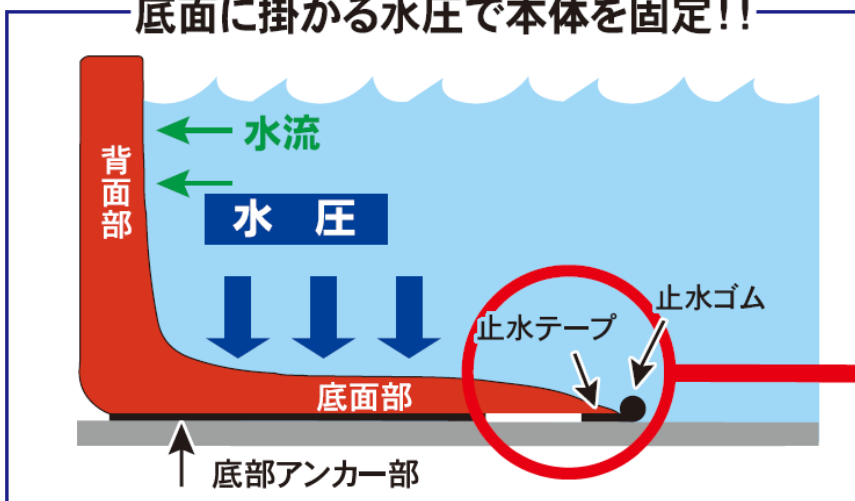 底面に掛かる水圧で本体を固定!!
水流
背面部
水 圧
止水ゴム
止水テープ
底面部
底部アンカー部